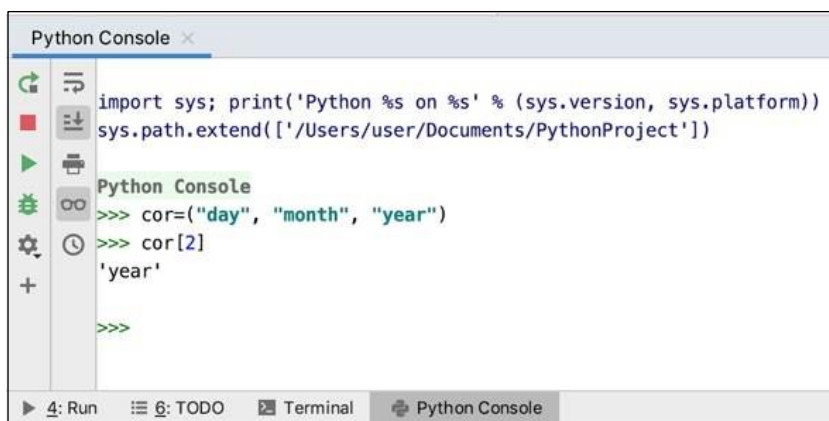 Python Console ×
import sys; print('Python %s on %s' % (sys.version, sys.platform))
sys.path.extend(['/Users/user/Documents/PythonProject'])
Python Console
>>> cor=("day", "month", "year")
>>> cor[2]
'year'
>>>
4: Run 6: TODO Terminal Python Console